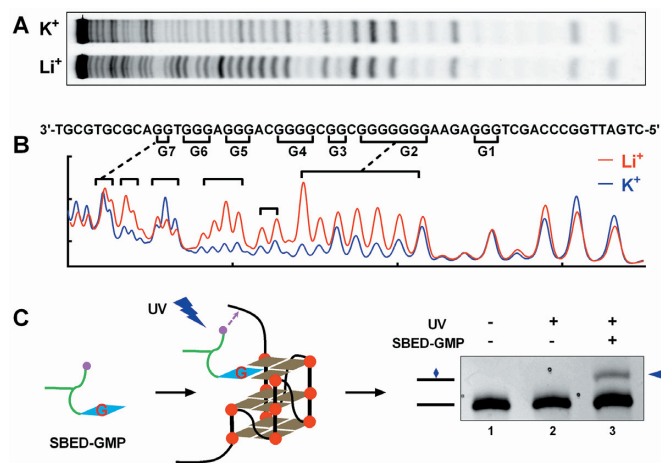 A
K+
Li+
3'-TGCGTGCGCAGGTGGGAGGGACGGGGCGGCGGGGGGGAAGAGGGTCGACCCGGTTAGTC-5'
G7 G6 G5 G4 G3 G2 G1
B
Li+
K+
C
UV
G
SBED-GMP
G
UV - + +
SBED-GMP - - +
1 2 3